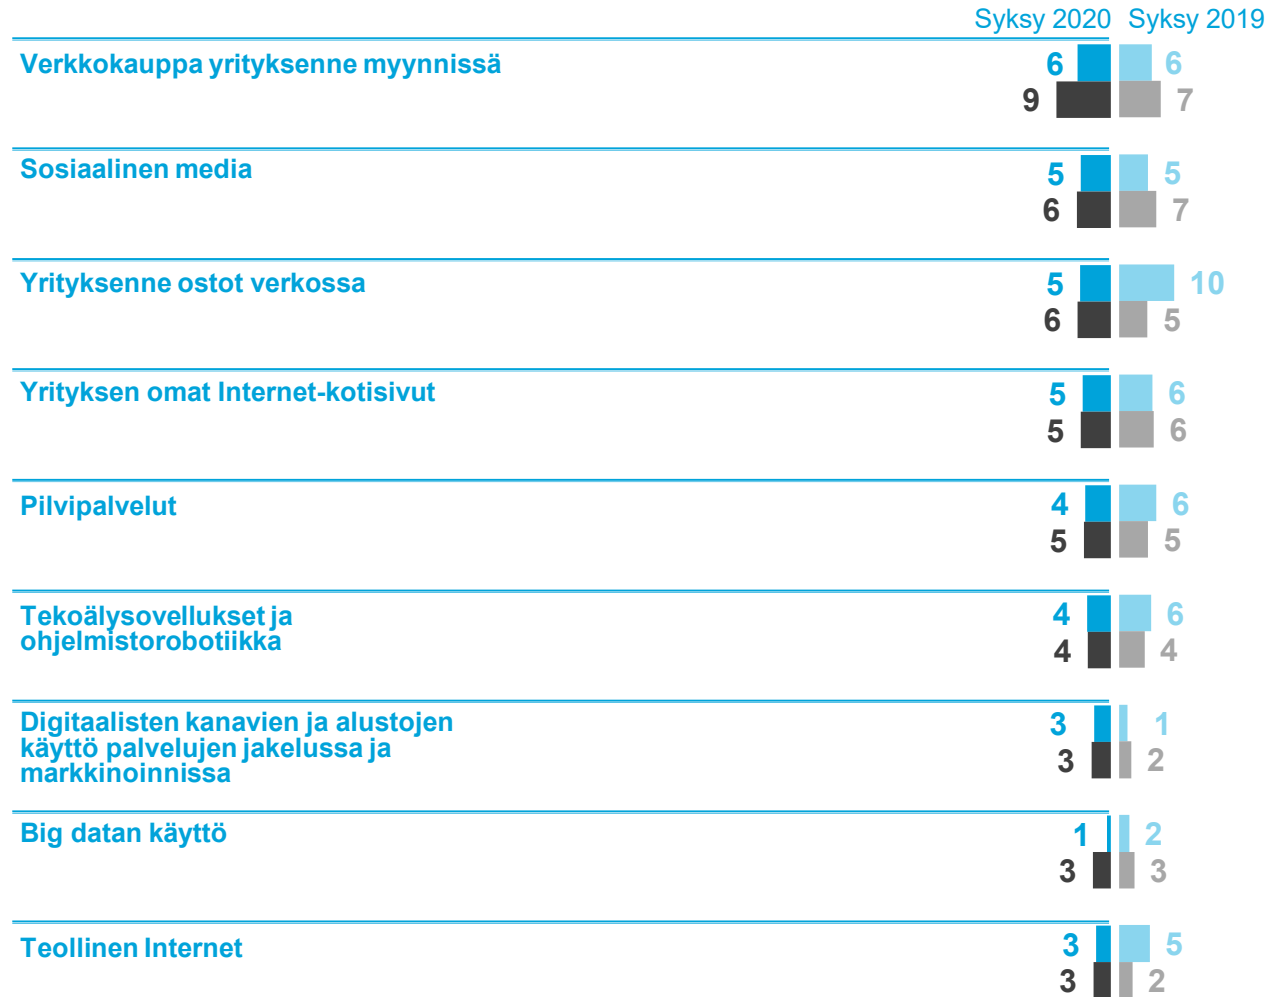 Syksy 2020 Syksy 2019
Verkkokauppa yrityksenne myynnissä 6 6
9 7
Sosiaalinen media 5 5
6 7
Yrityksenne ostot verkossa 5 10
6 5
Yrityksen omat Internet-kotisivut 5 6
5 6
Pilvipalvelut 4 6
5 5
Tekoälysovellukset ja 4 6
ohjelmistorobotiikka 4 4
Digitaalisten kanavien ja alustojen 3 1
käyttö palvelujen jakelussa ja 3 2
markkinoinnissa
Big datan käyttö 1 2
3 3
Teollinen Internet 3 5
3 2